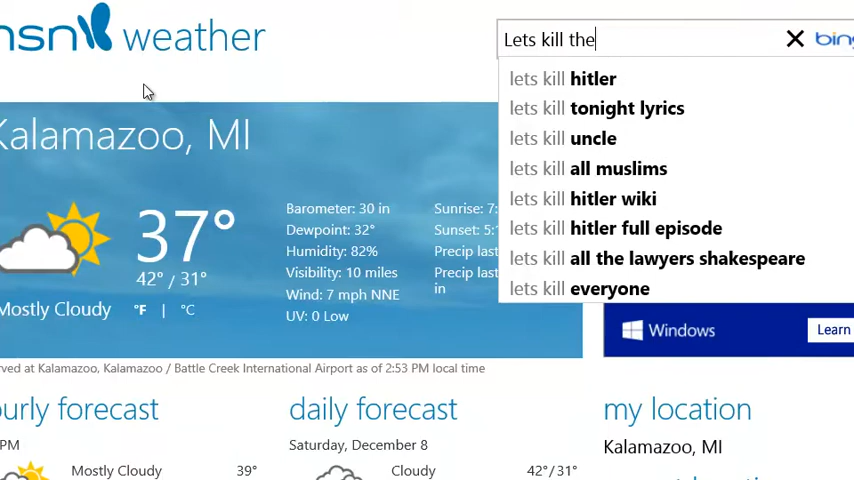 msn weather
Lets kill the
bing
lets kill hitler
lets kill tonight lyrics
lets kill uncle
lets kill all muslims
lets kill hitler wiki
lets kill hitler full episode
lets kill all the lawyers shakespeare
lets kill everyone
Kalamazoo, MI
37°
42° / 31°
Mostly Cloudy
°F | °C
Barometer: 30 in
Dewpoint: 32°
Humidity: 82%
Visibility: 10 miles
Wind: 7 mph NNE
UV: 0 Low
Sunrise: 7:
Sunset: 5:
Precip last
Precip last
in
Windows
Learn
rved at Kalamazoo, Kalamazoo / Battle Creek International Airport as of 2:53 PM local time
ourly forecast
PM
Mostly Cloudy 39°
daily forecast
Saturday, December 8
Cloudy 42°/31°
my location
Kalamazoo, MI